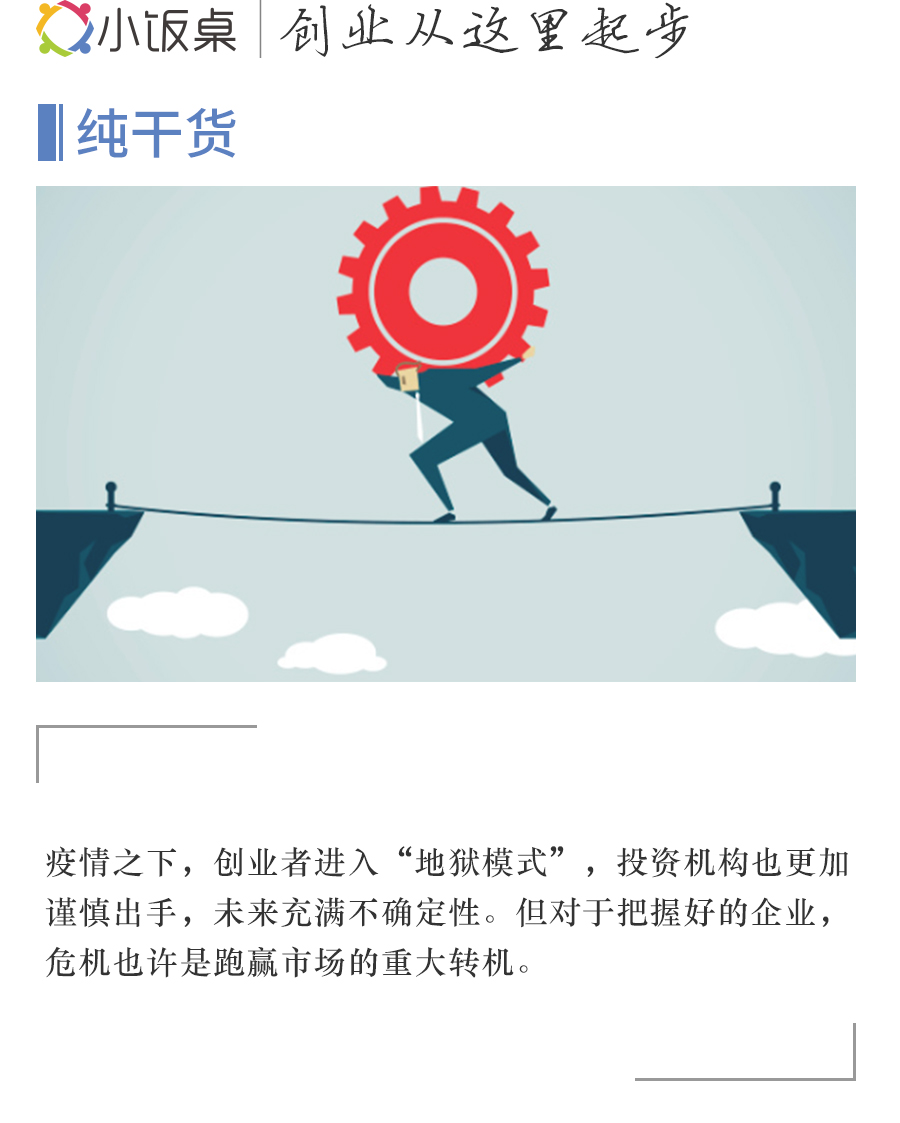 小饭桌 创业从这里起步
纯干货
疫情之下，创业者进入“地狱模式”，投资机构也更加
谨慎出手，未来充满不确定性。但对于把握好的企业，
危机也许是跑赢市场的重大转机。